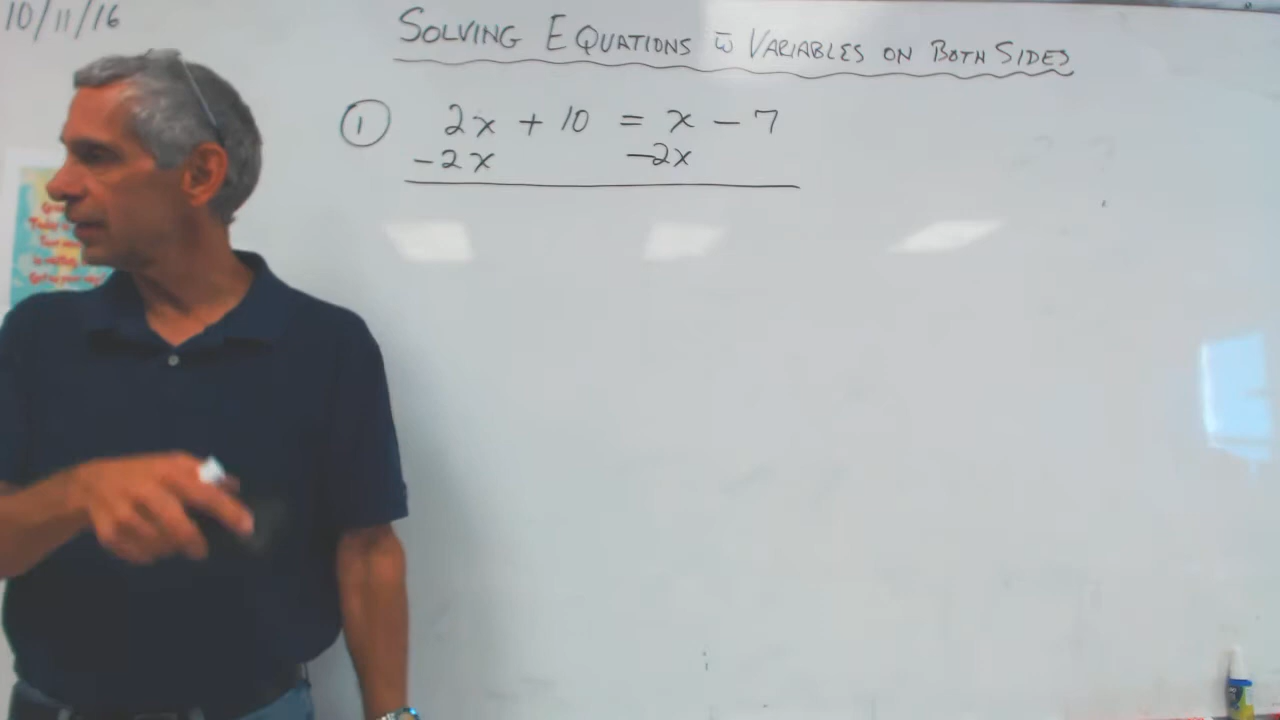 10/11/16
SOLVING EQUATIONS w̅ VARIABLES ON BOTH SIDES
① 2x + 10 = x - 7
-2x -2x